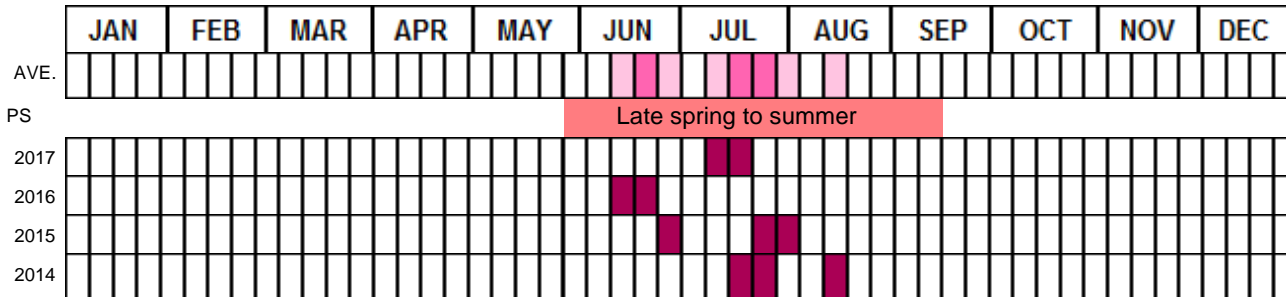 JAN FEB MAR APR MAY JUN JUL AUG SEP OCT NOV DEC
AVE.
PS Late spring to summer
2017
2016
2015
2014